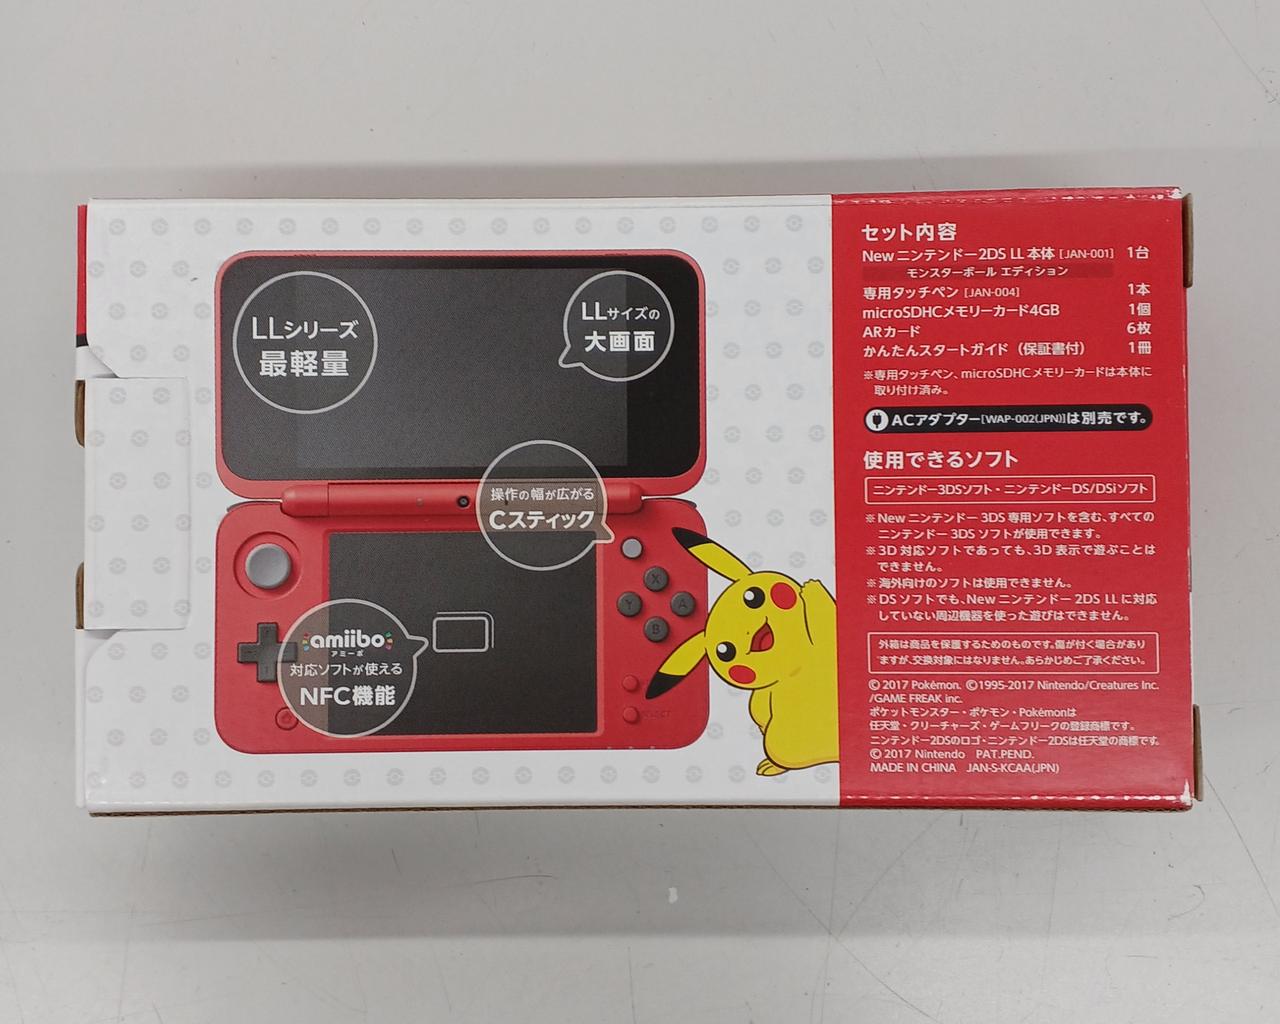 LLシリーズ
最軽量
LLサイズの
大画面
操作の幅が広がる
Cスティック
amiibo
アミーボ
対応ソフトが使える
NFC機能
X
Y
A
B
セット内容
New ニンテンドー2DS LL 本体 [JAN-001] 1台
モンスターボール エディション
専用タッチペン [JAN-004] 1本
microSDHCメモリーカード4GB 1個
ARカード 6枚
かんたんスタートガイド（保証書付） 1冊
※専用タッチペン、microSDHCメモリーカードは本体に
取り付け済み。
ACアダプター[WAP-002(JPN)]は別売です。
使用できるソフト
ニンテンドー3DSソフト・ニンテンドーDS/DSiソフト
※New ニンテンドー 3DS 専用ソフトを含む、すべての
ニンテンドー 3DS ソフトが使用できます。
※3D 対応ソフトであっても、3D 表示で遊ぶことは
できません。
※海外向けのソフトは使用できません。
※DS ソフトでも、New ニンテンドー 2DS LL に対応
していない周辺機器を使った遊びはできません。
外箱は商品を保護するためのものです。傷が付く場合があり
ますが、交換対象にはなりません。あらかじめご了承ください。
© 2017 Pokémon. ©1995-2017 Nintendo/Creatures Inc.
/GAME FREAK inc.
ポケットモンスター・ポケモン・Pokémonは
任天堂・クリーチャーズ・ゲームフリークの登録商標です。
ニンテンドー2DSのロゴ・ニンテンドー2DSは任天堂の商標です。
© 2017 Nintendo PAT.PEND.
MADE IN CHINA JAN-S-KCAA(JPN)